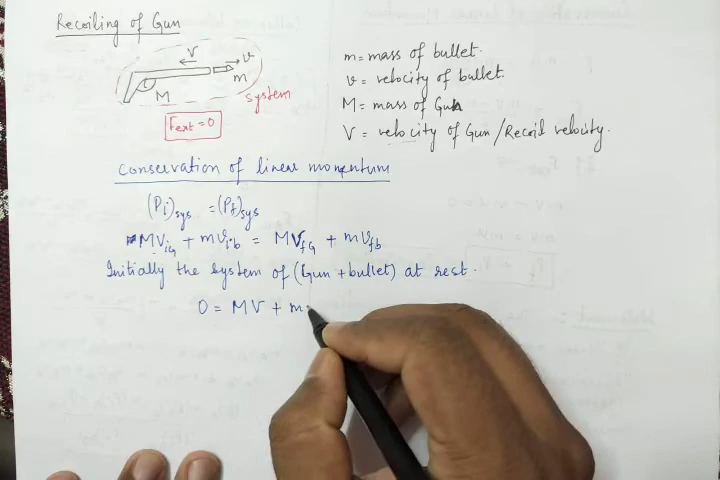 Recoiling of Gun
V
v
m
M
system
Fext = 0
m = mass of bullet.
v = velocity of bullet.
M = mass of Gun
V = velocity of Gun / Recoil velocity.
Conservation of linear momentum
(Pi)sys = (Pf)sys
MViG + mvib = MVfG + mvfb
Initially the system of (Gun + bullet) at rest.
0 = MV + m